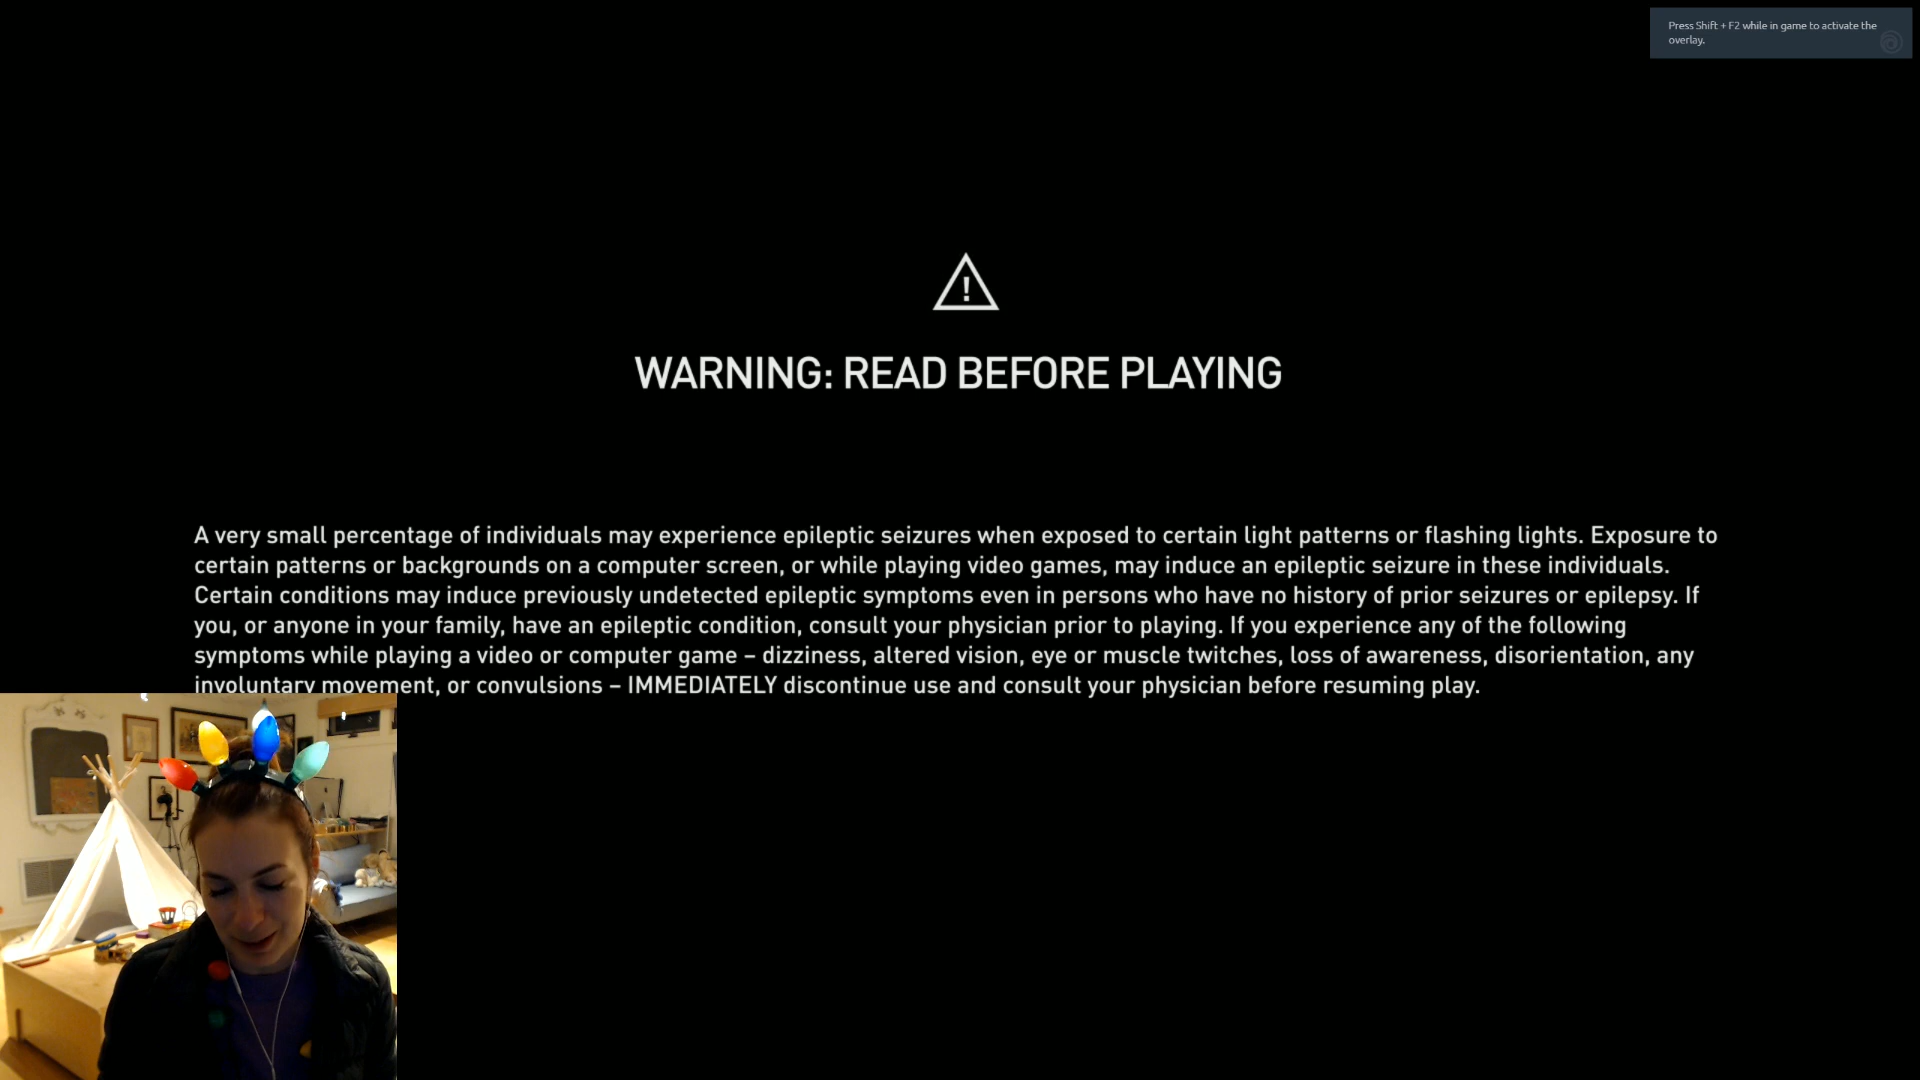 Press Shift + F2 while in game to activate the
overlay.
WARNING: READ BEFORE PLAYING
A very small percentage of individuals may experience epileptic seizures when exposed to certain light patterns or flashing lights. Exposure to
certain patterns or backgrounds on a computer screen, or while playing video games, may induce an epileptic seizure in these individuals.
Certain conditions may induce previously undetected epileptic symptoms even in persons who have no history of prior seizures or epilepsy. If
you, or anyone in your family, have an epileptic condition, consult your physician prior to playing. If you experience any of the following
symptoms while playing a video or computer game – dizziness, altered vision, eye or muscle twitches, loss of awareness, disorientation, any
involuntary movement, or convulsions – IMMEDIATELY discontinue use and consult your physician before resuming play.